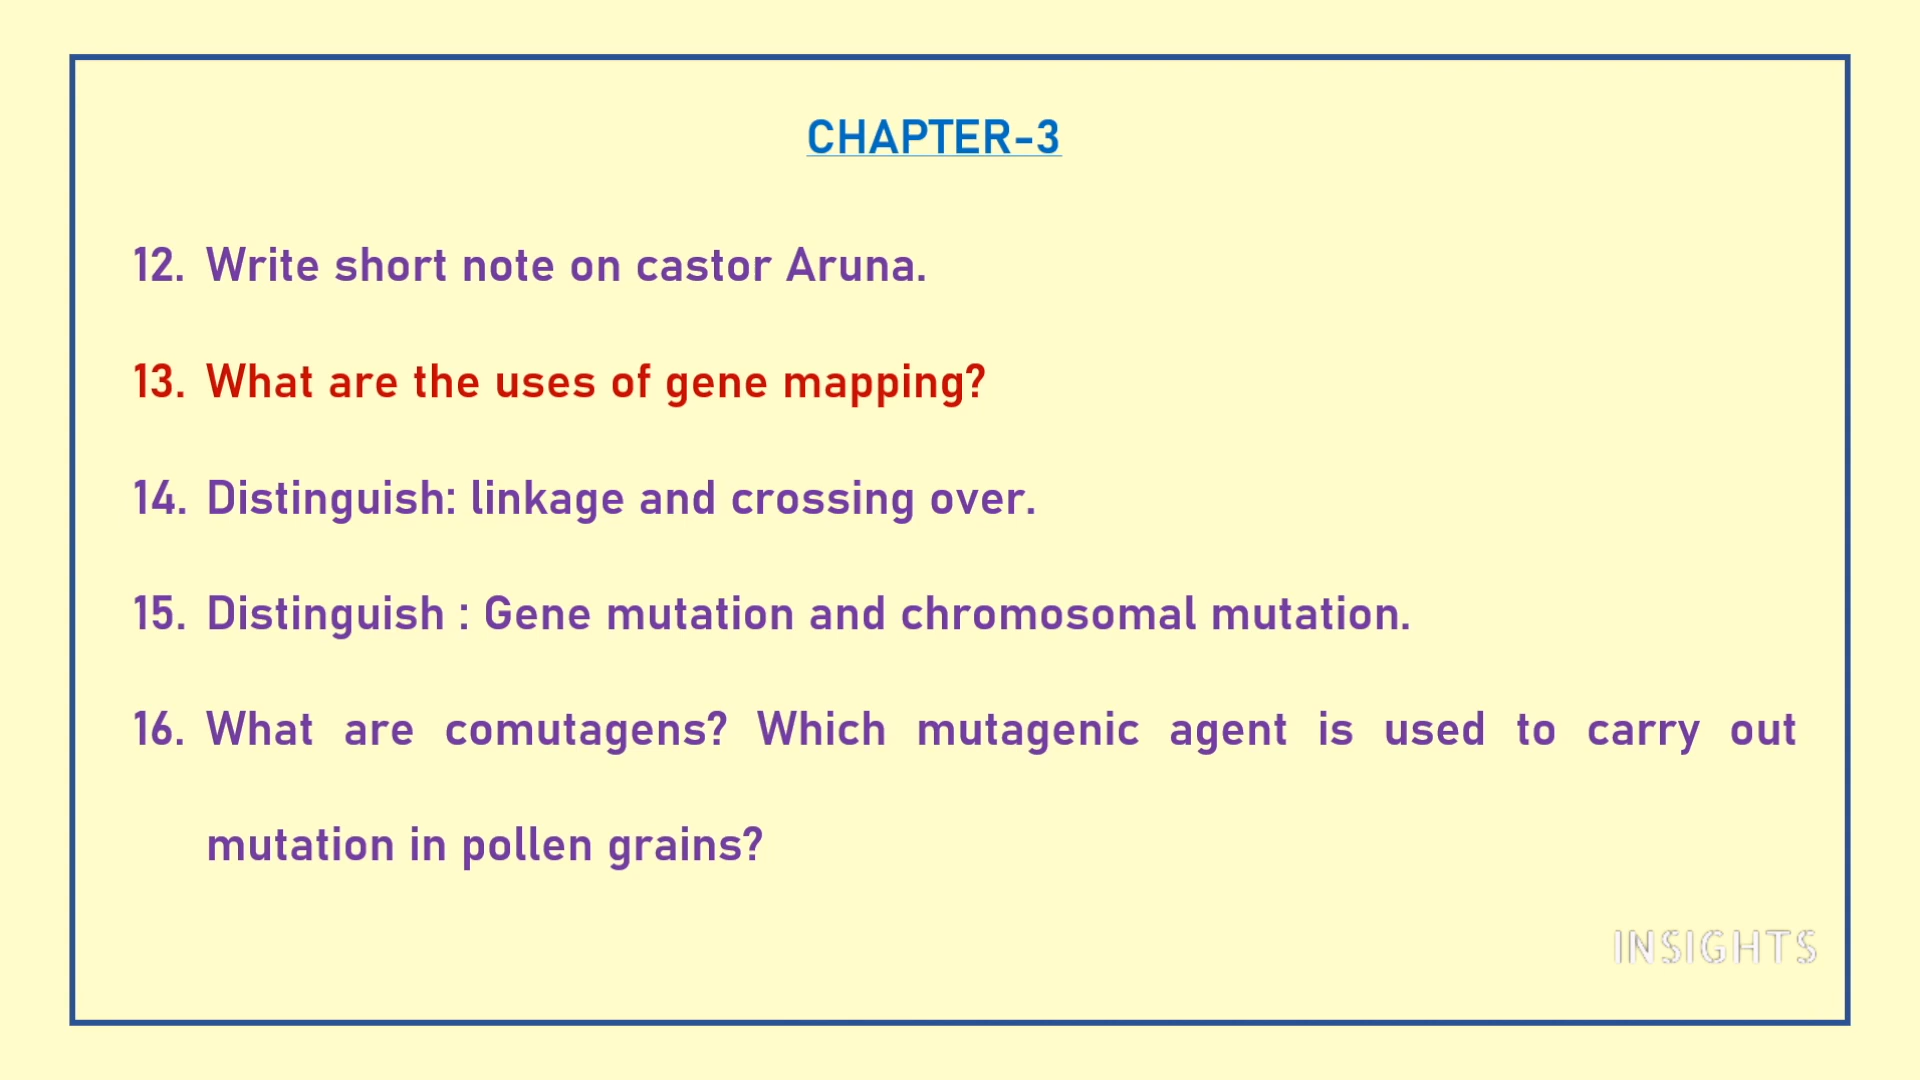 CHAPTER-3
12. Write short note on castor Aruna.
13. What are the uses of gene mapping?
14. Distinguish: linkage and crossing over.
15. Distinguish : Gene mutation and chromosomal mutation.
16. What are comutagens? Which mutagenic agent is used to carry out
mutation in pollen grains?
INSIGHTS